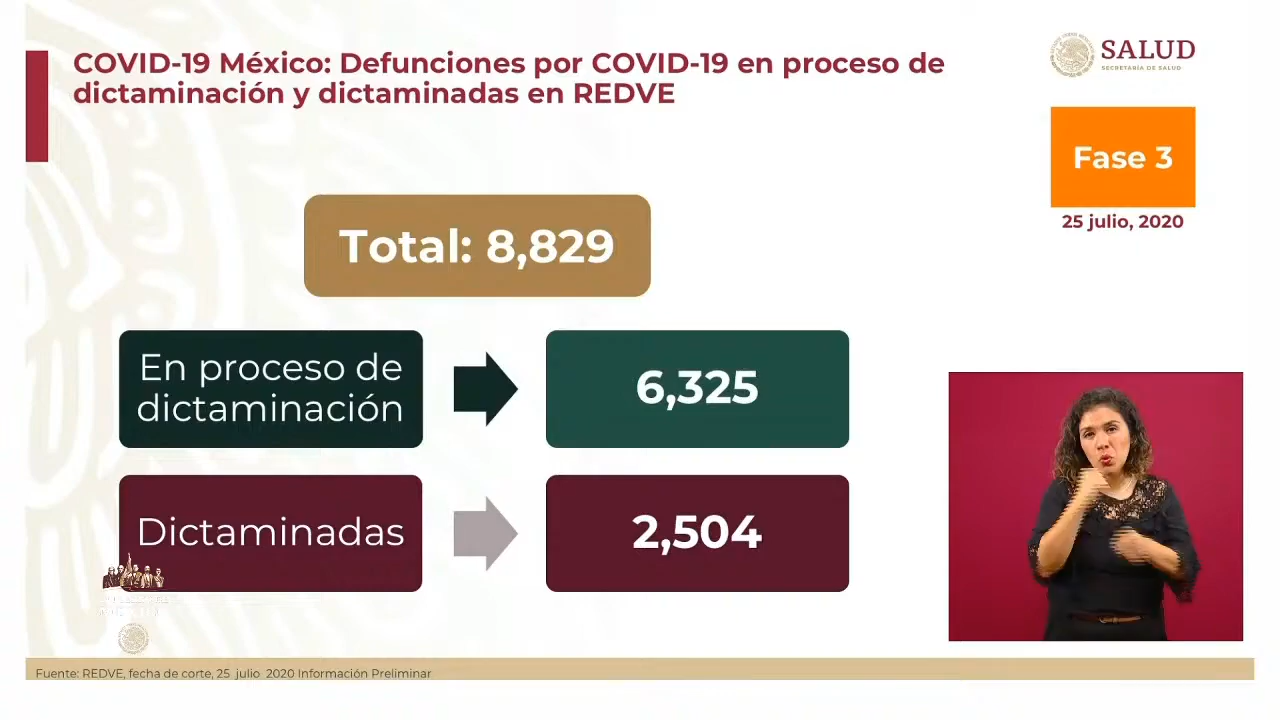 COVID-19 México: Defunciones por COVID-19 en proceso de
dictaminación y dictaminadas en REDVE
SALUD
SECRETARÍA DE SALUD
Fase 3
25 julio, 2020
Total: 8,829
En proceso de
dictaminación
6,325
Dictaminadas
2,504
Fuente: REDVE, fecha de corte, 25 julio 2020 Información Preliminar